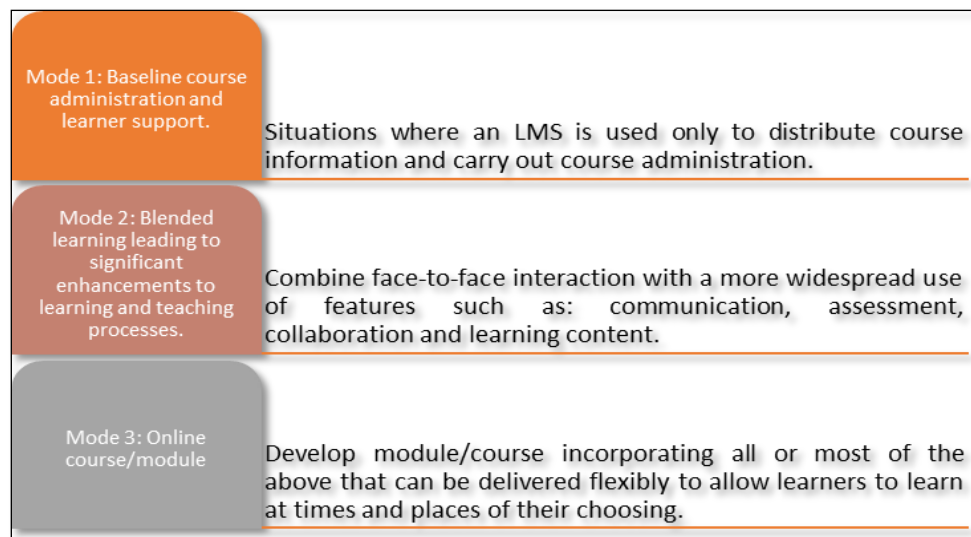 Mode 1: Baseline course
administration and
learner support.
Situations where an LMS is used only to distribute course
information and carry out course administration.
Mode 2: Blended
learning leading to
significant
enhancements to
learning and teaching
processes.
Combine face-to-face interaction with a more widespread use
of features such as: communication, assessment,
collaboration and learning content.
Mode 3: Online
course/module
Develop module/course incorporating all or most of the
above that can be delivered flexibly to allow learners to learn
at times and places of their choosing.